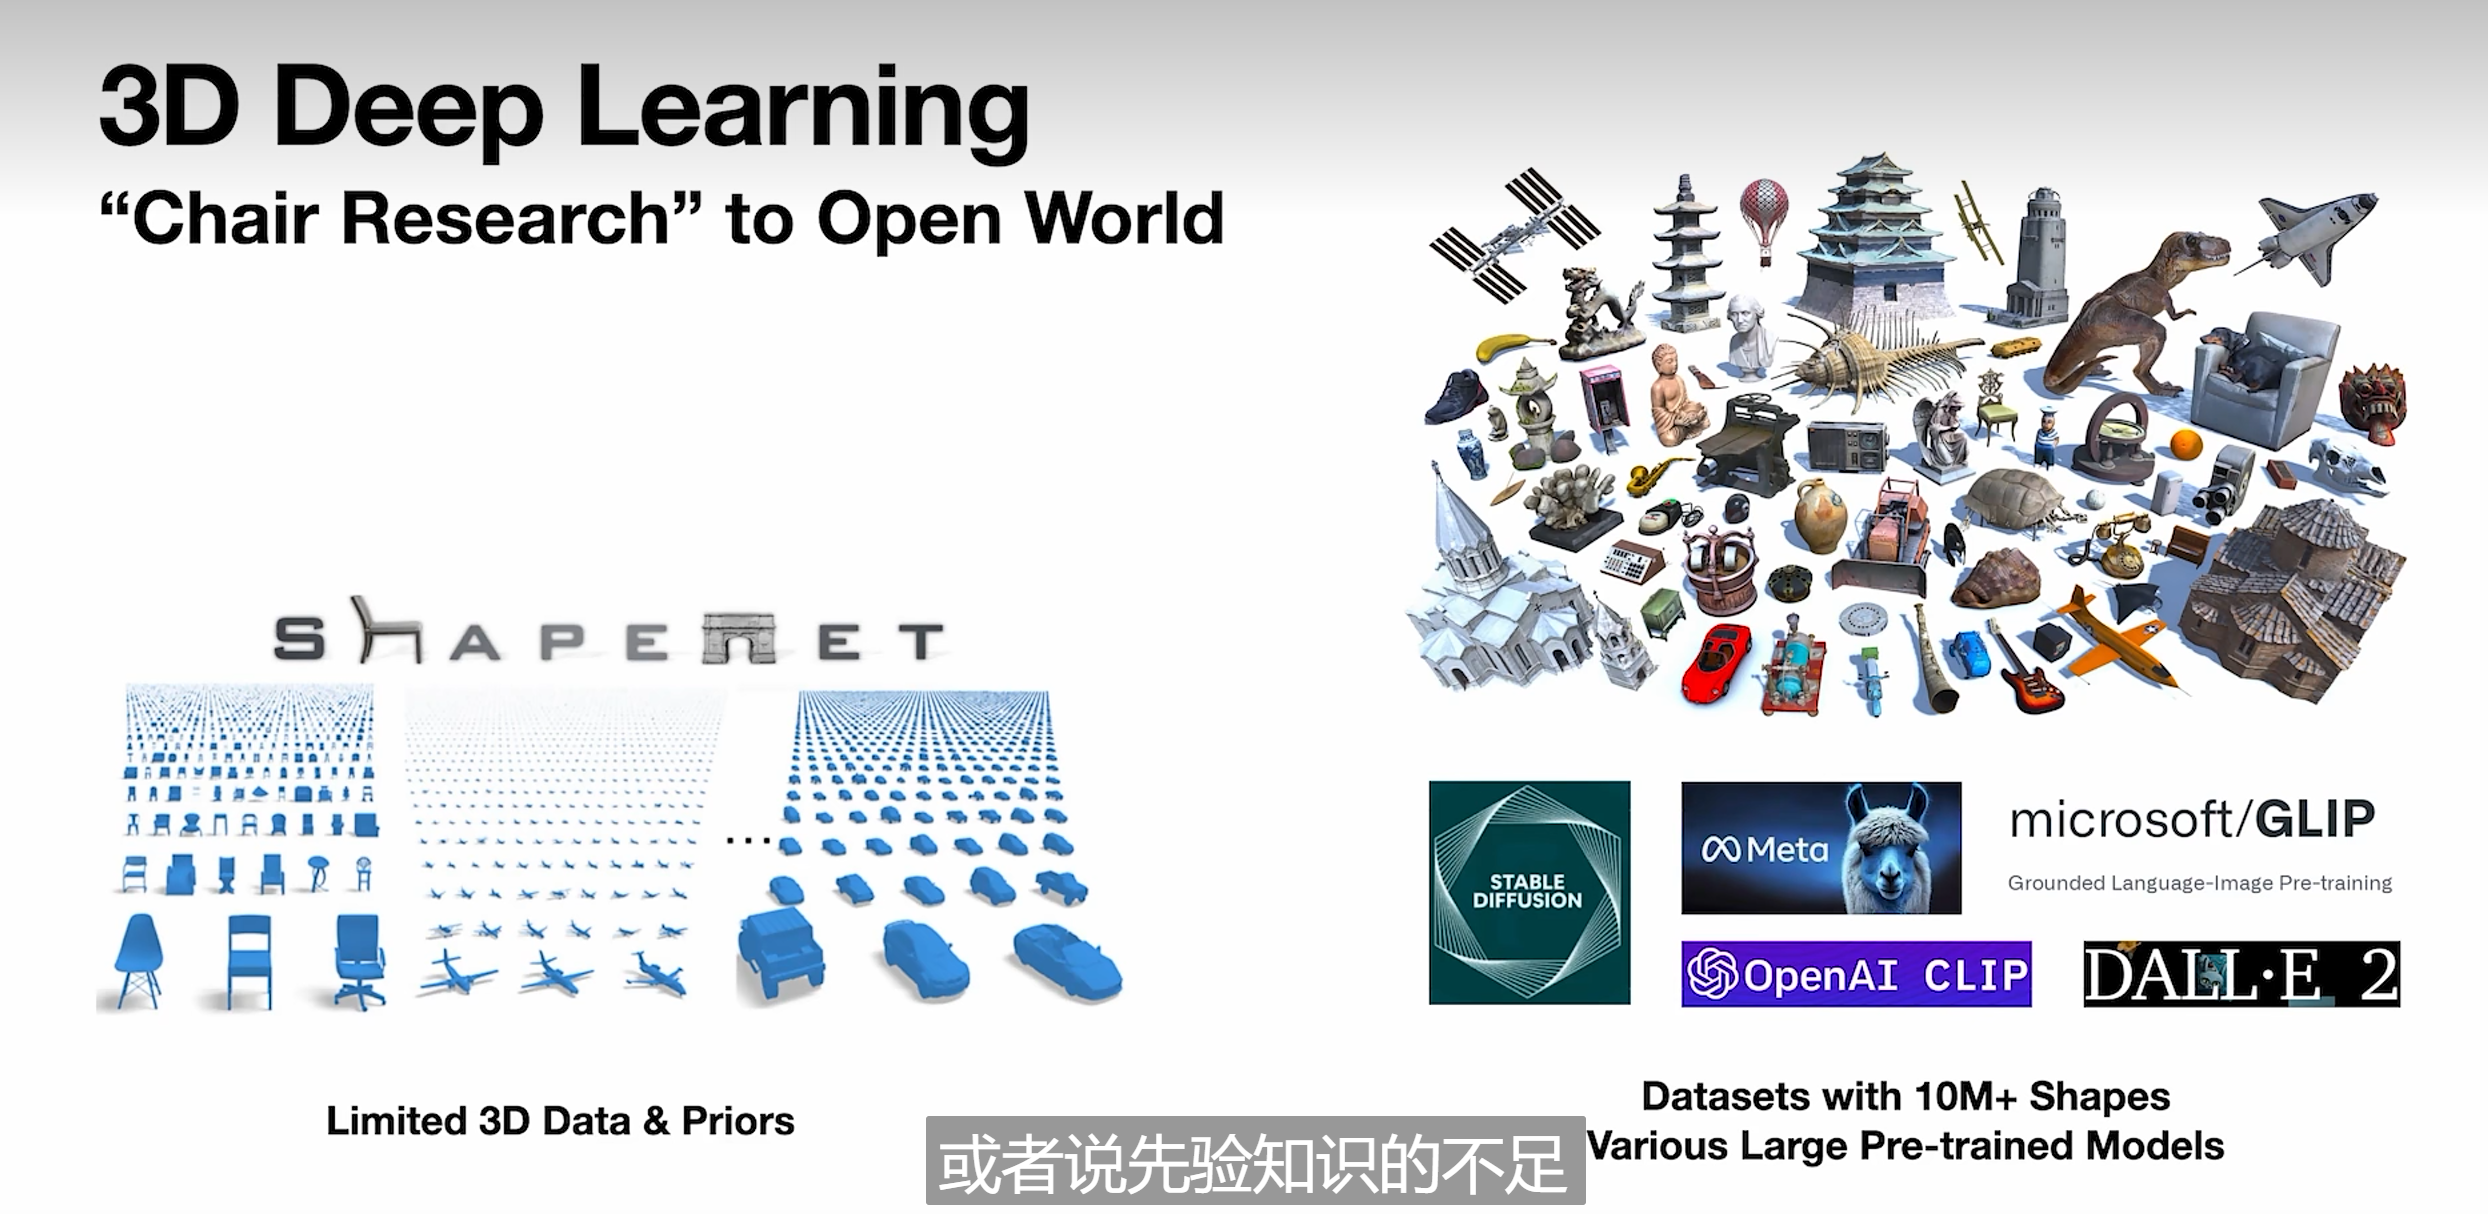 3D Deep Learning
“Chair Research” to Open World
SHAPENET
...
Limited 3D Data & Priors
STABLE
DIFFUSION
Meta
microsoft/GLIP
Grounded Language-Image Pre-training
OpenAI CLIP
DALL·E 2
Datasets with 10M+ Shapes
Various Large Pre-trained Models
或者说先验知识的不足